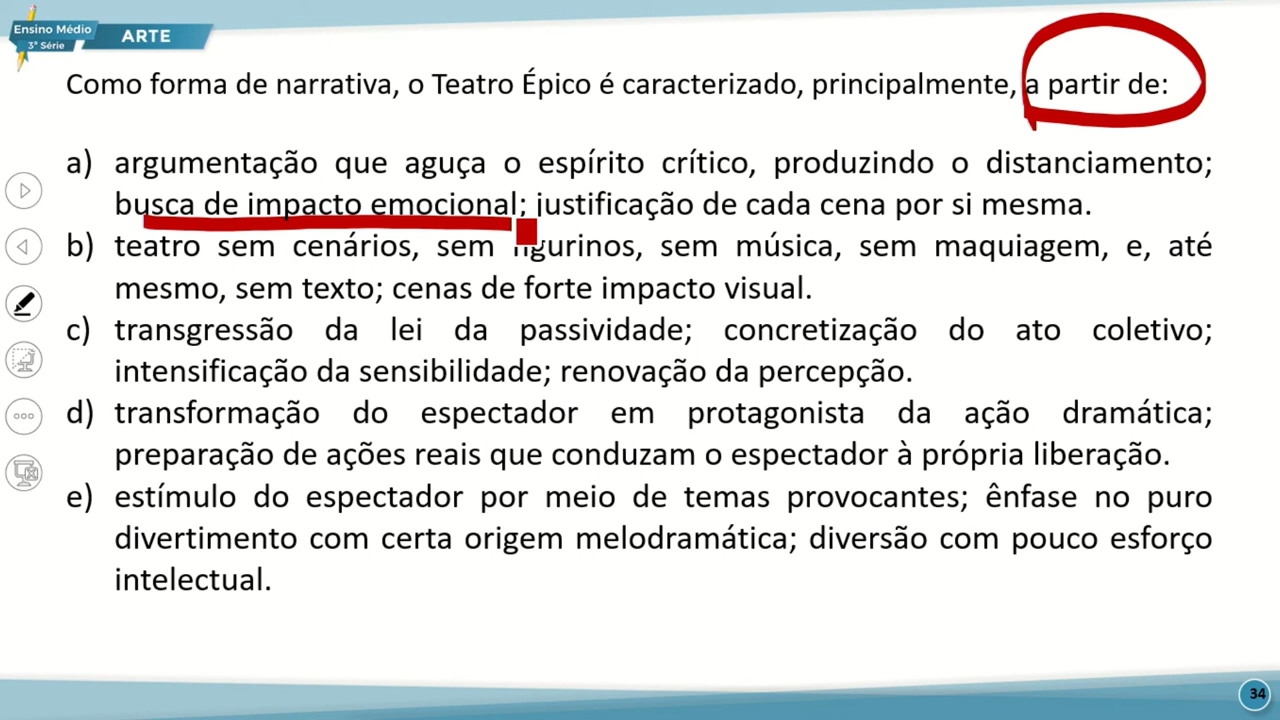 Ensino Médio
3ª Série
ARTE
Como forma de narrativa, o Teatro Épico é caracterizado, principalmente, a partir de:
a) argumentação que aguça o espírito crítico, produzindo o distanciamento;
busca de impacto emocional; justificação de cada cena por si mesma.
b) teatro sem cenários, sem figurinos, sem música, sem maquiagem, e, até
mesmo, sem texto; cenas de forte impacto visual.
c) transgressão da lei da passividade; concretização do ato coletivo;
intensificação da sensibilidade; renovação da percepção.
d) transformação do espectador em protagonista da ação dramática;
preparação de ações reais que conduzam o espectador à própria liberação.
e) estímulo do espectador por meio de temas provocantes; ênfase no puro
divertimento com certa origem melodramática; diversão com pouco esforço
intelectual.
34